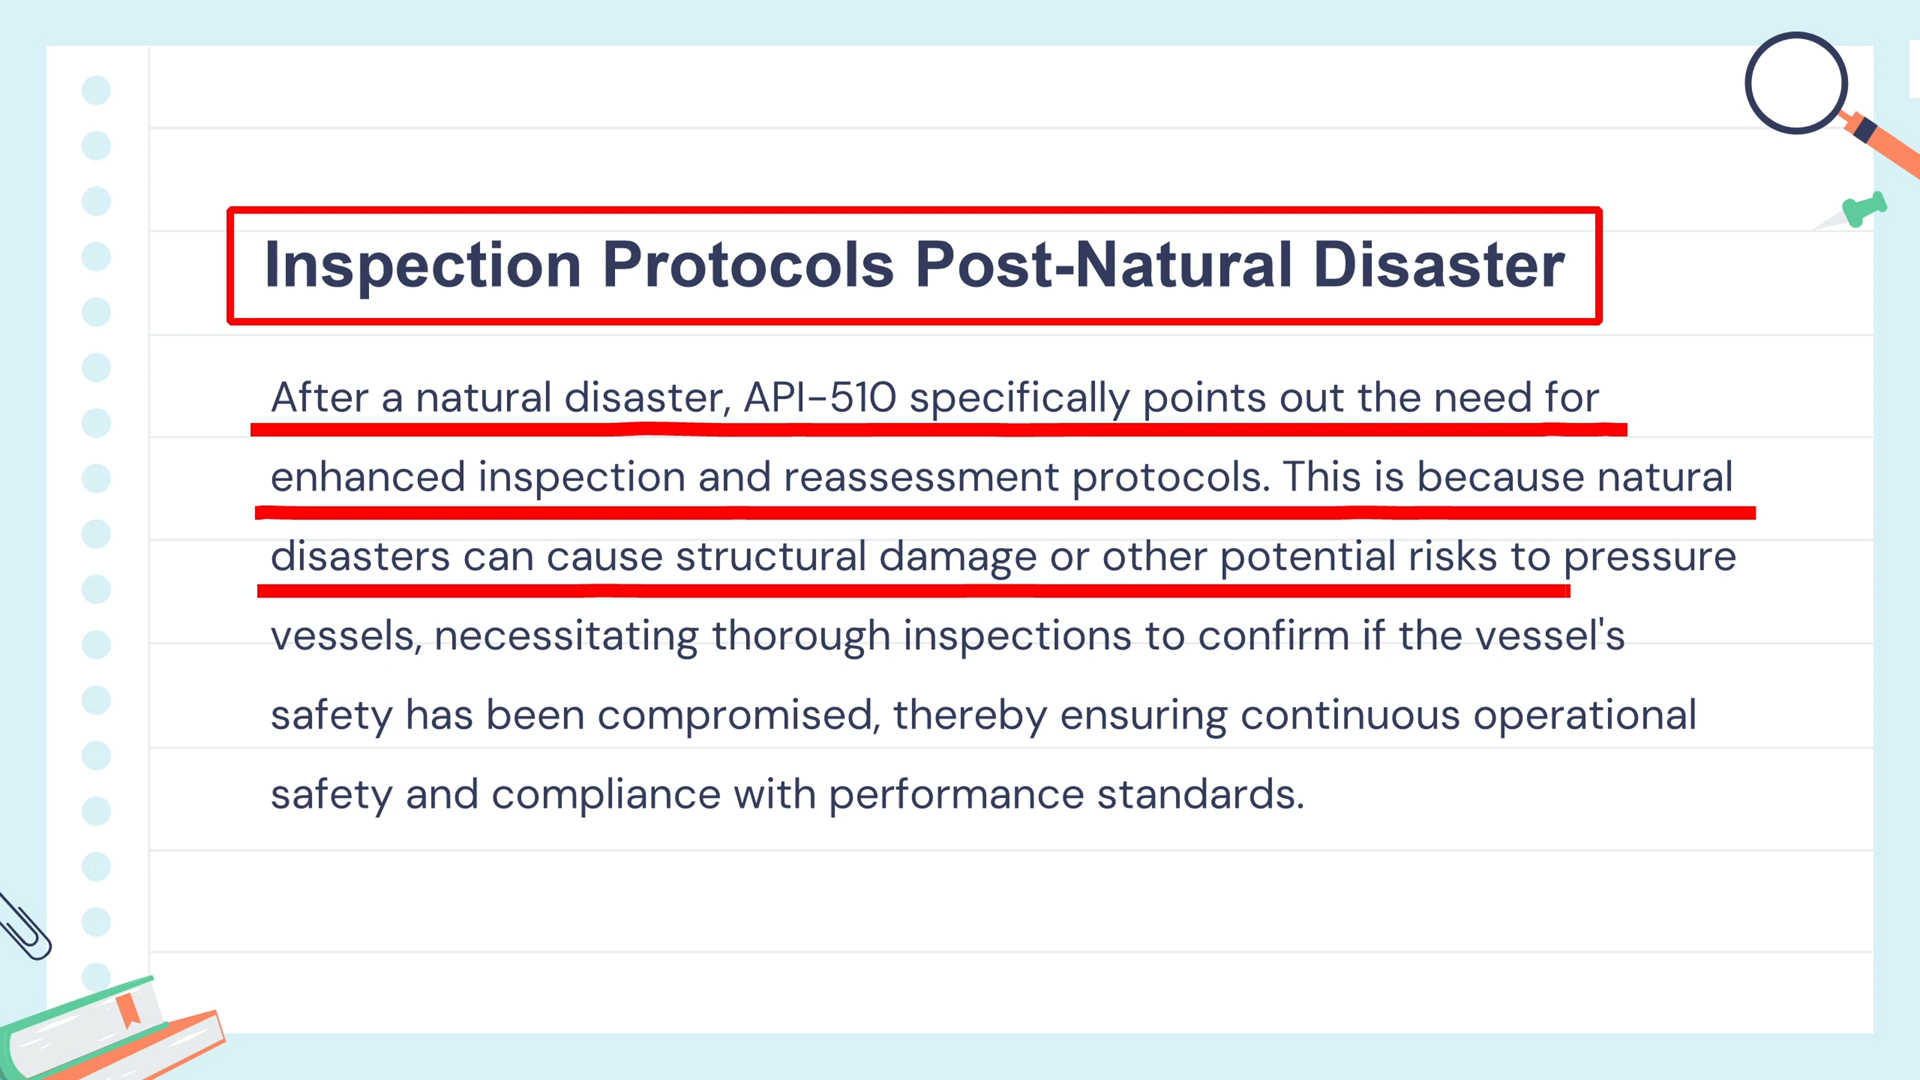 Inspection Protocols Post-Natural Disaster
After a natural disaster, API-510 specifically points out the need for
enhanced inspection and reassessment protocols. This is because natural
disasters can cause structural damage or other potential risks to pressure
vessels, necessitating thorough inspections to confirm if the vessel's
safety has been compromised, thereby ensuring continuous operational
safety and compliance with performance standards.